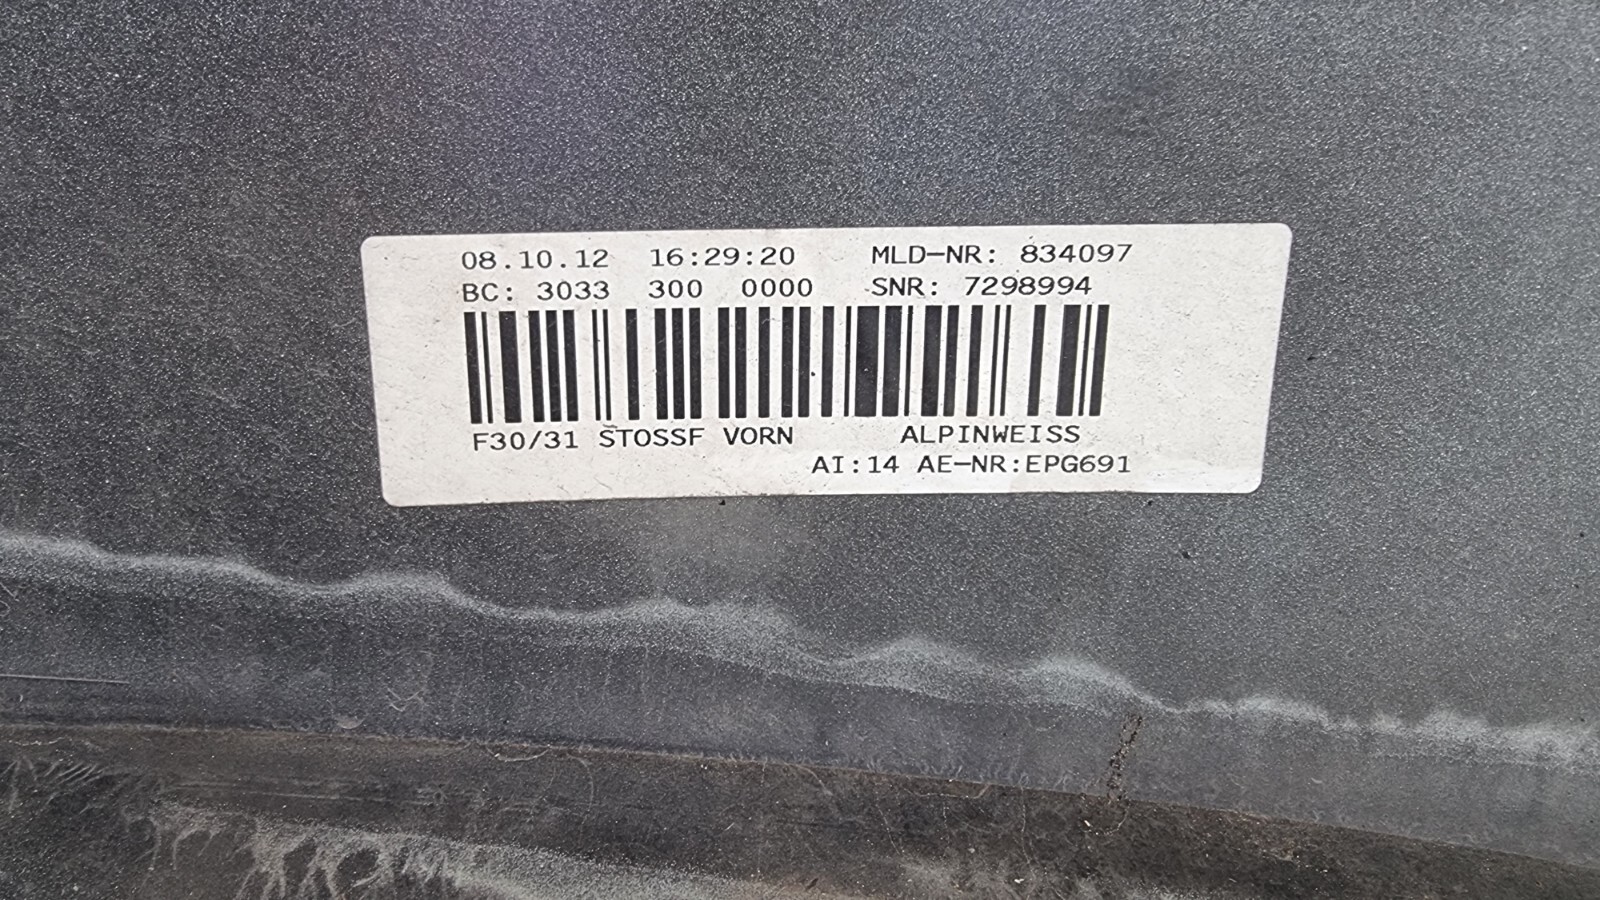 08.10.12 16:29:20 MLD-NR: 834097
BC: 3033 300 0000 SNR: 7298994
F30/31 STOSSF VORN ALPINWEISS
AI:14 AE-NR:EPG691